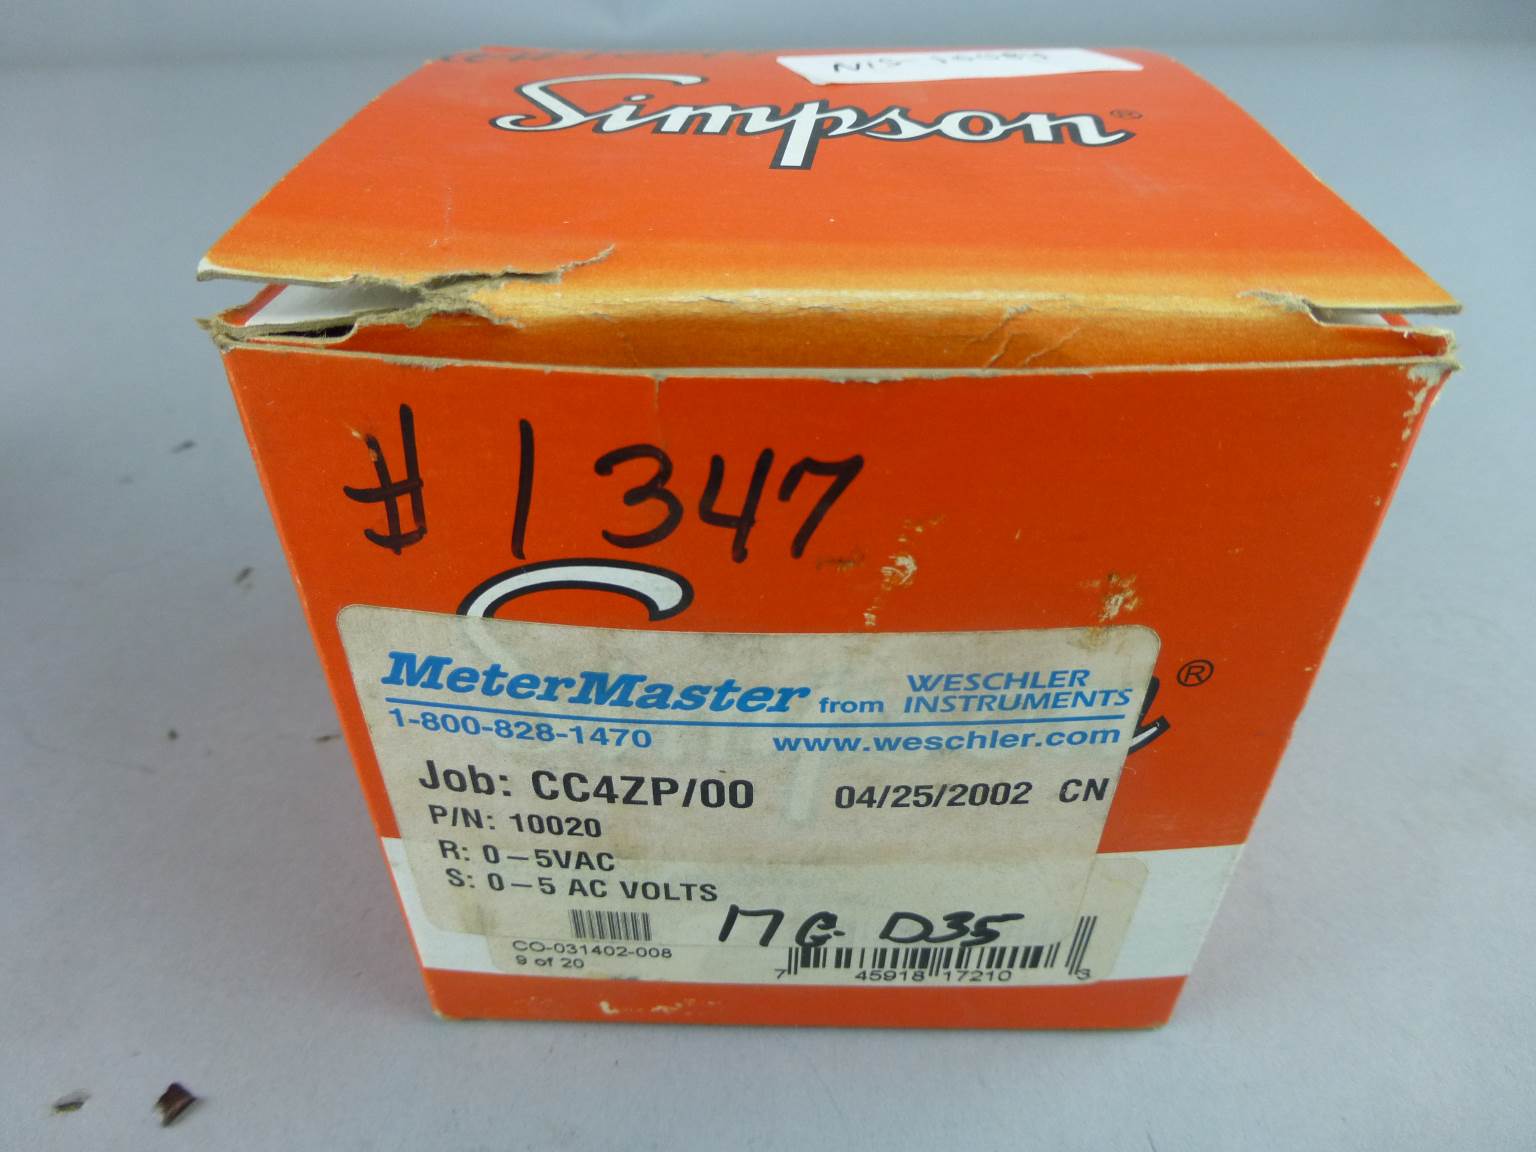 Simpson®
# 1347
MeterMaster from WESCHLER INSTRUMENTS
1-800-828-1470 www.weschler.com
Job: CC4ZP/00 04/25/2002 CN
P/N: 10020
R: 0-5VAC
S: 0-5 AC VOLTS
CO-031402-008
9 of 20
D35
7 45918 17210 3
®